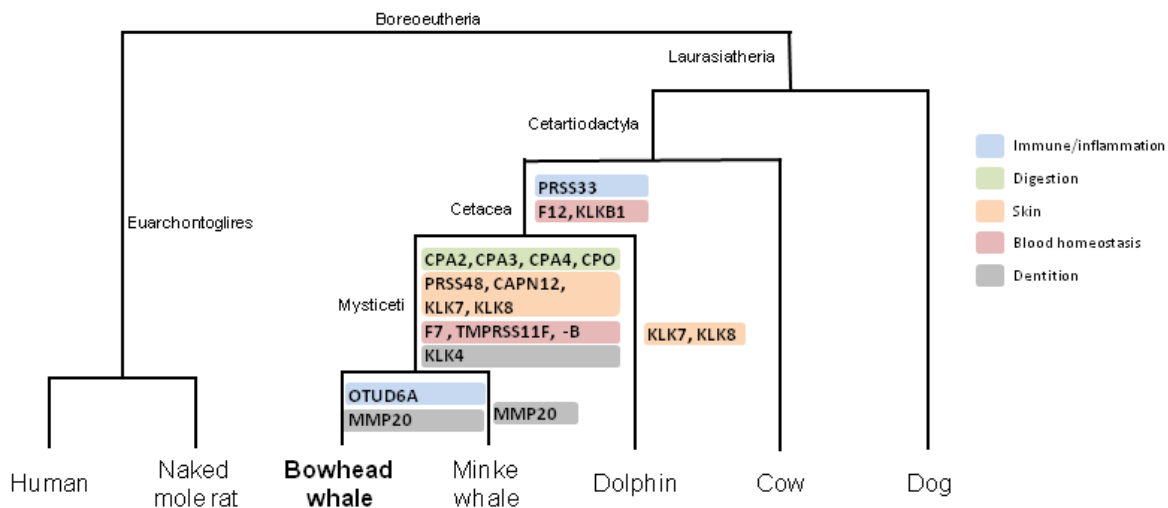 Boreoeutheria
Laurasiatheria
Cetartiodactyla
Immune/inflammation
Digestion
Skin
Blood homeostasis
Dentition
PRSS33
F12, KLKB1
Cetacea
Euarchontoglires
CPA2, CPA3, CPA4, CPO
PRSS48, CAPN12,
KLK7, KLK8
Mysticeti
F7, TMPRSS11F, -B
KLK4
KLK7, KLK8
OTUD6A
MMP20
MMP20
Human
Naked
mole rat
Bowhead
whale
Minke
whale
Dolphin
Cow
Dog